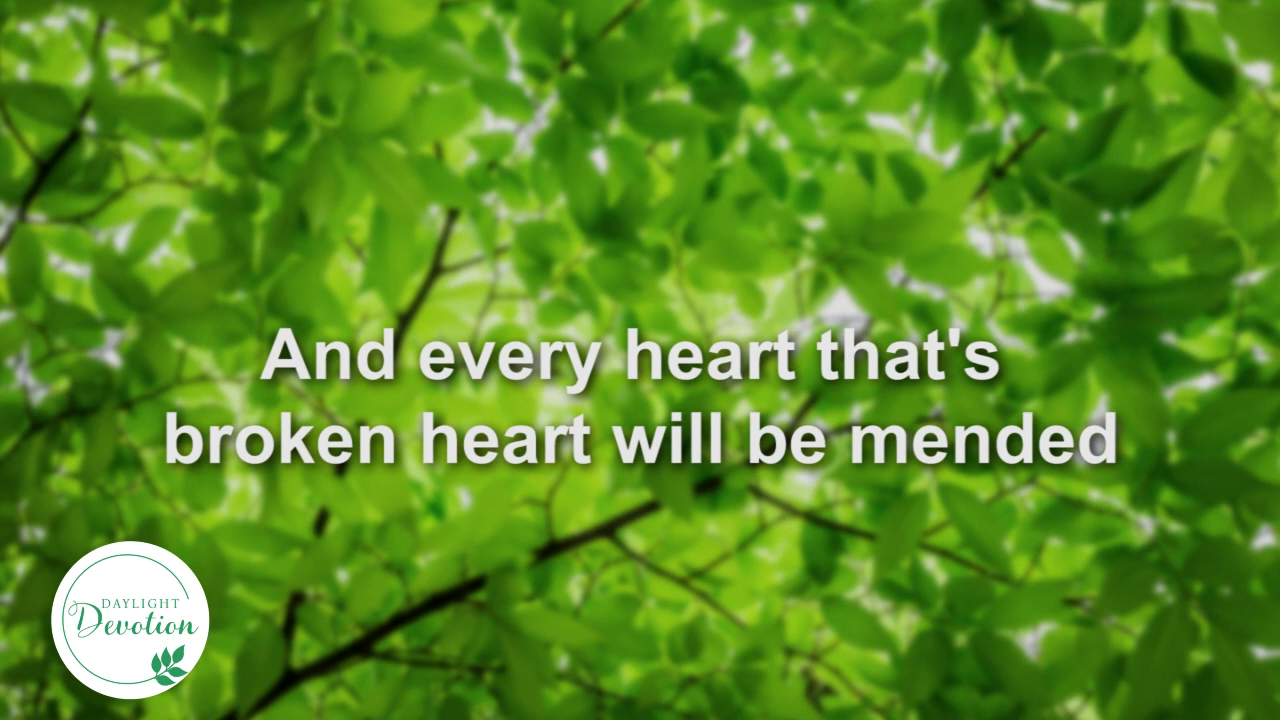 And every heart that's
broken heart will be mended
DAYLIGHT
Devotion